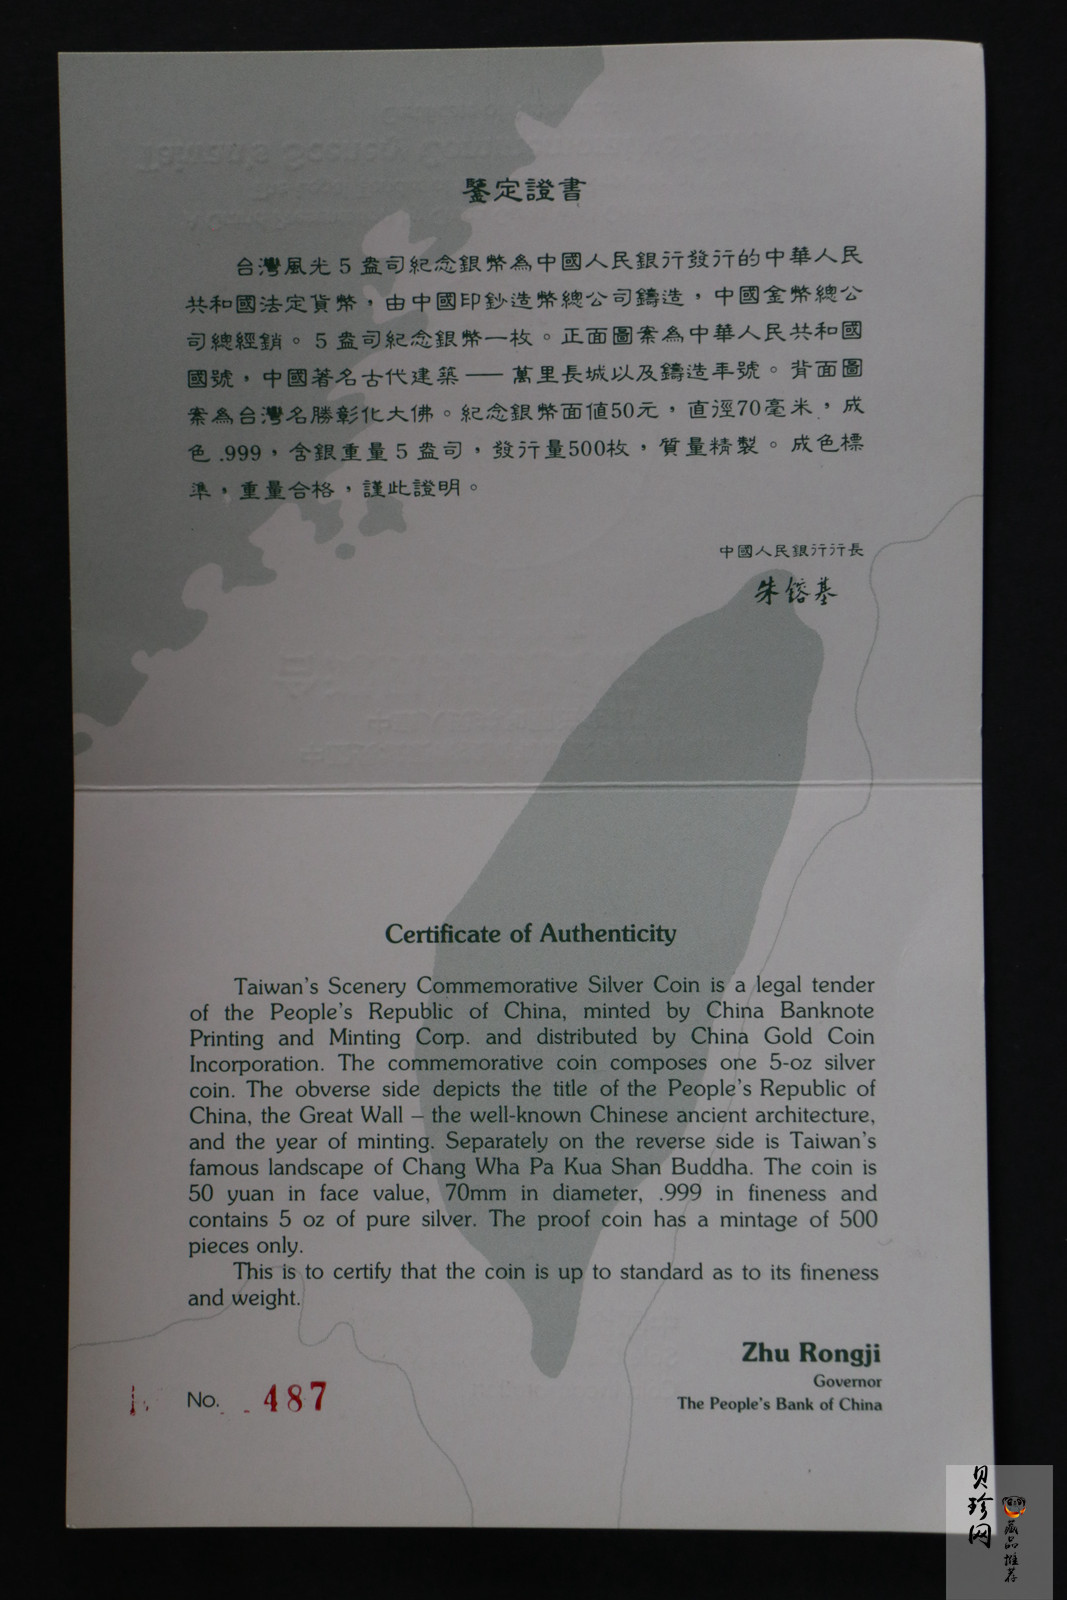 鑒定證書
台灣風光5盎司紀念銀幣為中國人民銀行發行的中華人民
共和國法定貨幣，由中國印鈔造幣總公司鑄造，中國金幣總公
司總經銷。5盎司紀念銀幣一枚。正面圖案為中華人民共和國
國號，中國著名古代建築——萬里長城以及鑄造年號。背面圖
案為台灣名勝彰化大佛。紀念銀幣面値50元，直徑70毫米，成
色.999，含銀重量5盎司，發行量500枚，質量精製。成色標
準，重量合格，謹此證明。
中國人民銀行行長
朱鎔基
Certificate of Authenticity
Taiwan's Scenery Commemorative Silver Coin is a legal tender
of the People's Republic of China, minted by China Banknote
Printing and Minting Corp. and distributed by China Gold Coin
Incorporation. The commemorative coin composes one 5-oz silver
coin. The obverse side depicts the title of the People's Republic of
China, the Great Wall – the well-known Chinese ancient architecture,
and the year of minting. Separately on the reverse side is Taiwan's
famous landscape of Chang Wha Pa Kua Shan Buddha. The coin is
50 yuan in face value, 70mm in diameter, .999 in fineness and
contains 5 oz of pure silver. The proof coin has a mintage of 500
pieces only.
This is to certify that the coin is up to standard as to its fineness
and weight.
Zhu Rongji
Governor
The People's Bank of China
No. 487
贝珍网
藏品推荐